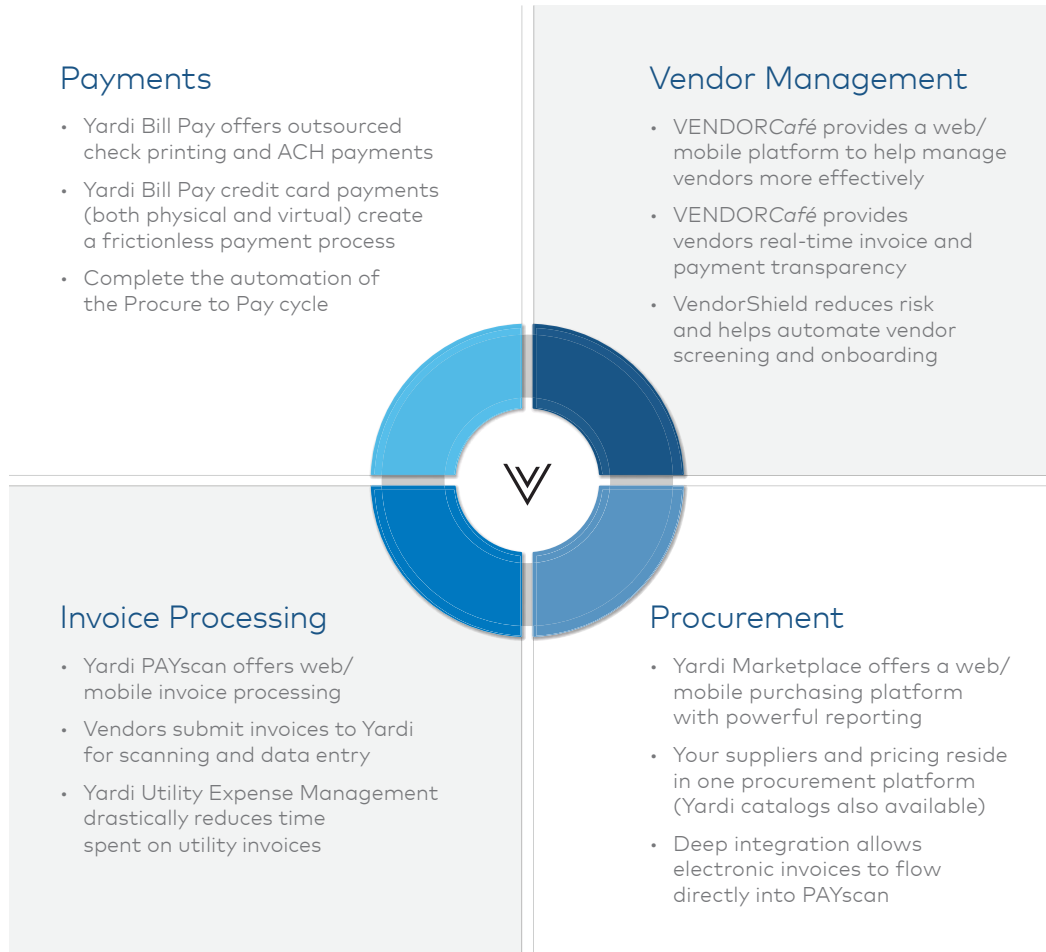 Payments
• Yardi Bill Pay offers outsourced
check printing and ACH payments
• Yardi Bill Pay credit card payments
(both physical and virtual) create
a frictionless payment process
• Complete the automation of
the Procure to Pay cycle
Vendor Management
• VENDORCafé provides a web/
mobile platform to help manage
vendors more effectively
• VENDORCafé provides
vendors real-time invoice and
payment transparency
• VendorShield reduces risk
and helps automate vendor
screening and onboarding
Invoice Processing
• Yardi PAYscan offers web/
mobile invoice processing
• Vendors submit invoices to Yardi
for scanning and data entry
• Yardi Utility Expense Management
drastically reduces time
spent on utility invoices
Procurement
• Yardi Marketplace offers a web/
mobile purchasing platform
with powerful reporting
• Your suppliers and pricing reside
in one procurement platform
(Yardi catalogs also available)
• Deep integration allows
electronic invoices to flow
directly into PAYscan